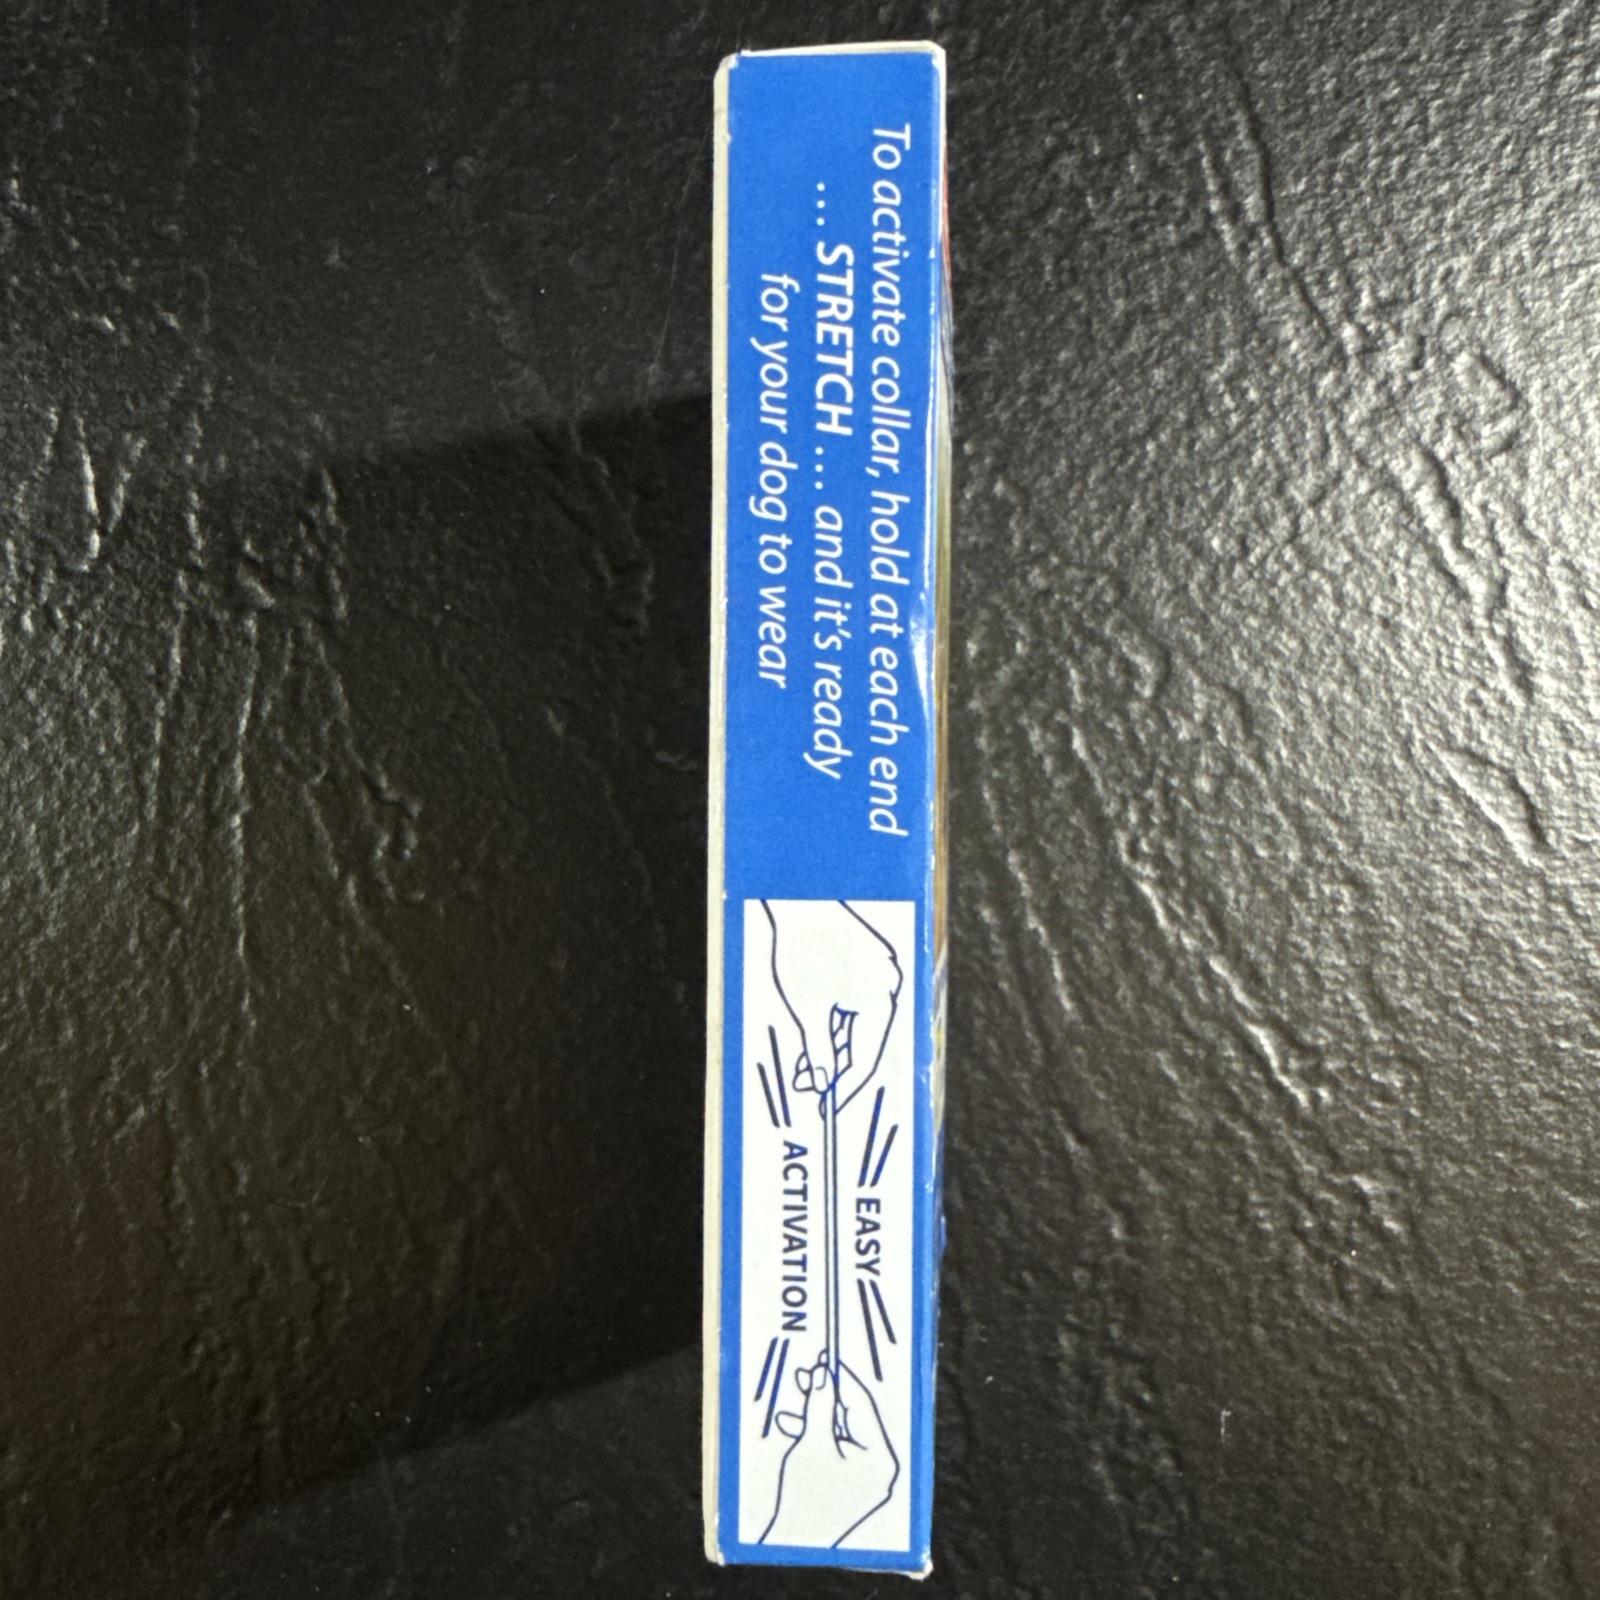 To activate collar, hold at each end
... STRETCH ... and it's ready
for your dog to wear
EASY
ACTIVATION